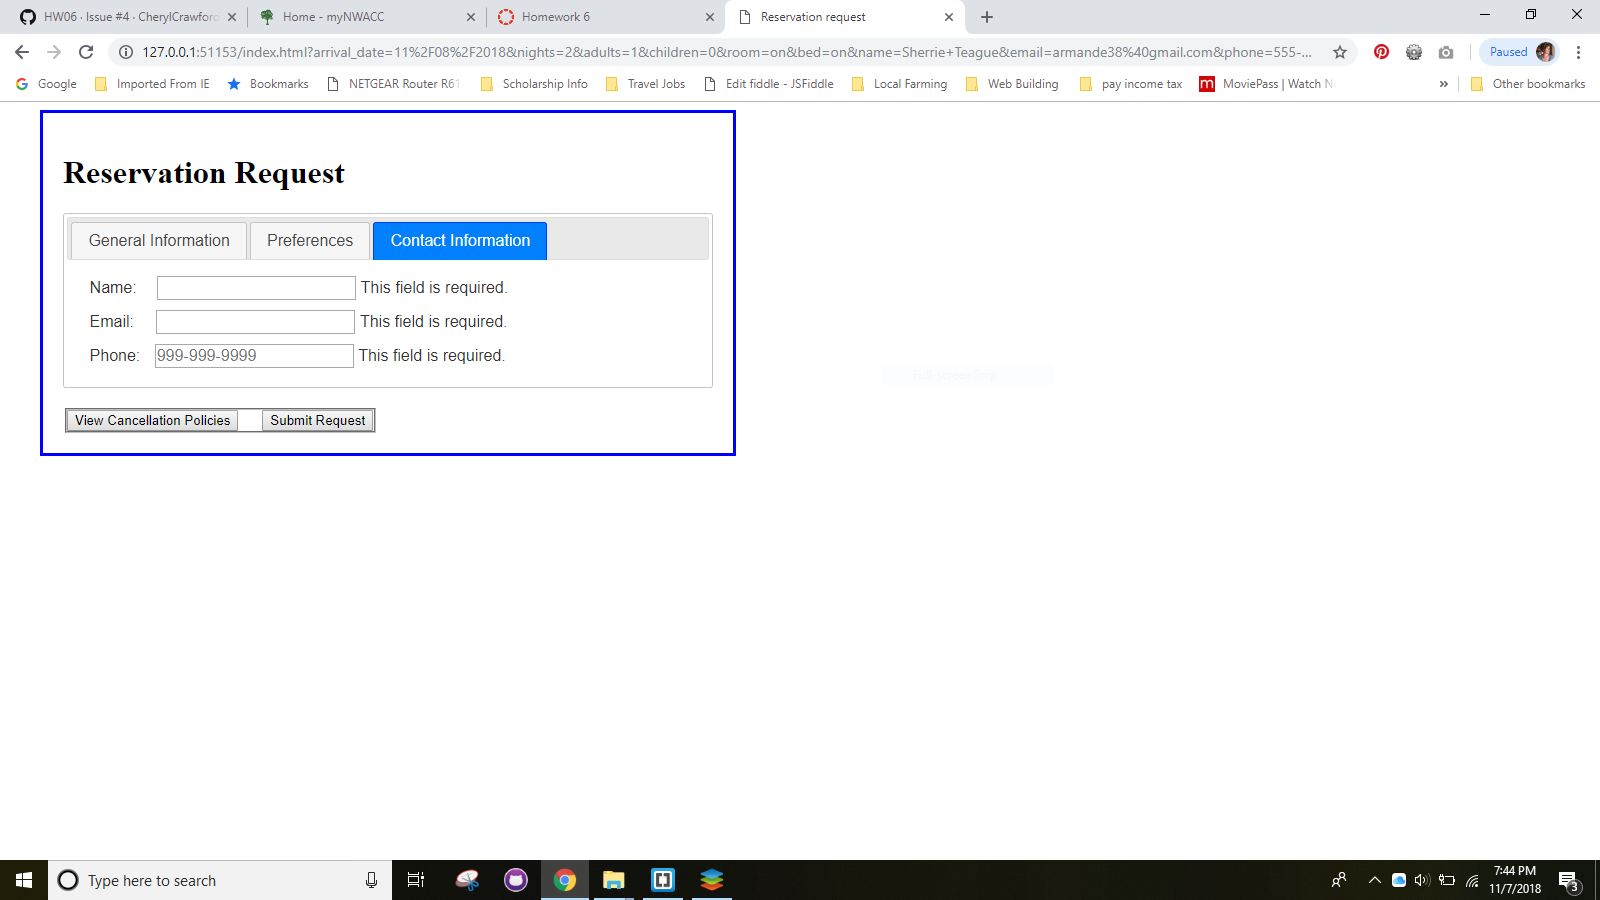 HW06 · Issue #4 · CherylCrawford
Home - myNWACC
Homework 6
Reservation request
127.0.0.1:51153/index.html?arrival_date=11%2F08%2F2018&nights=2&adults=1&children=0&room=on&bed=on&name=Sherrie+Teague&email=armande38%40gmail.com&phone=555-...
Paused
Google
Imported From IE
Bookmarks
NETGEAR Router R61
Scholarship Info
Travel Jobs
Edit fiddle - JSFiddle
Local Farming
Web Building
pay income tax
m
MoviePass | Watch
»
Other bookmarks
Reservation Request
General Information
Preferences
Contact Information
Name: This field is required.
Email: This field is required.
Phone: 999-999-9999 This field is required.
Full-screen Snip
View Cancellation Policies
Submit Request
Type here to search
7:44 PM
11/7/2018
3